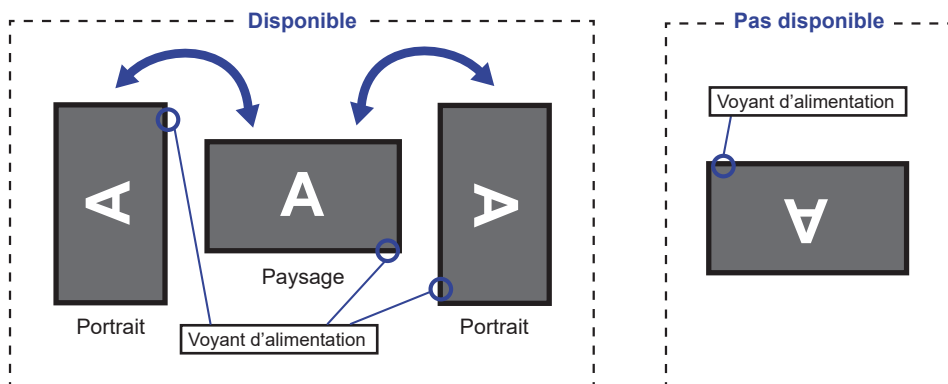 Disponible
Pas disponible
Voyant d’alimentation
A
A
A
A
Paysage
Portrait
Portrait
Voyant d’alimentation